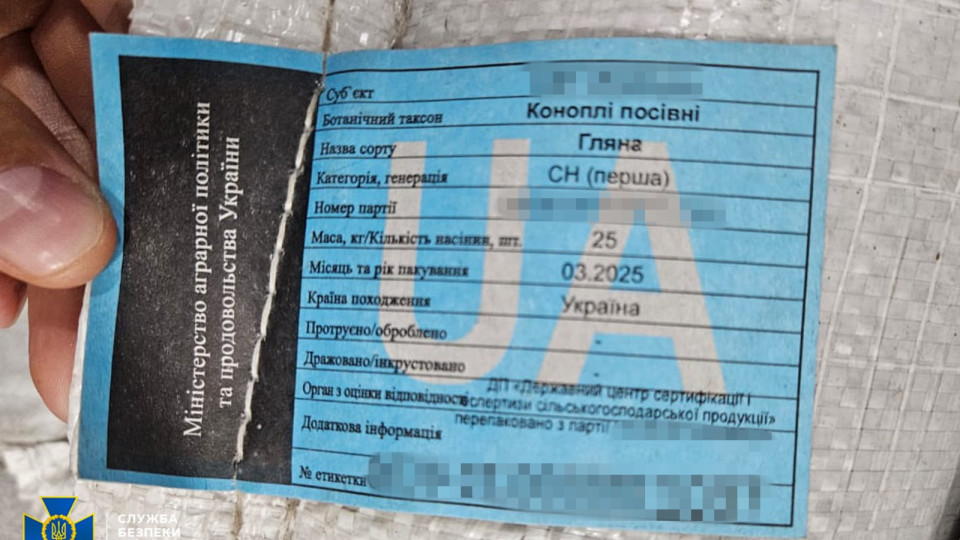 Міністерство аграрної політики
та продовольства України
Суб'єкт
Ботанічний таксон Коноплі посівні
Назва сорту Гляна
Категорія, генерація СН (перша)
Номер партії
Маса, кг/Кількість насіння, шт. 25
Місяць та рік пакування 03.2025
Країна походження Україна
Протруєно/оброблено -
Дражовано/інкрустовано -
Орган з оцінки відповідності ДП «Державний центр сертифікації і
експертизи сільськогосподарської продукції»
Додаткова інформація перепаковано з партії
№ етикетки
UA
СЛУЖБА
БЕЗПЕКИ